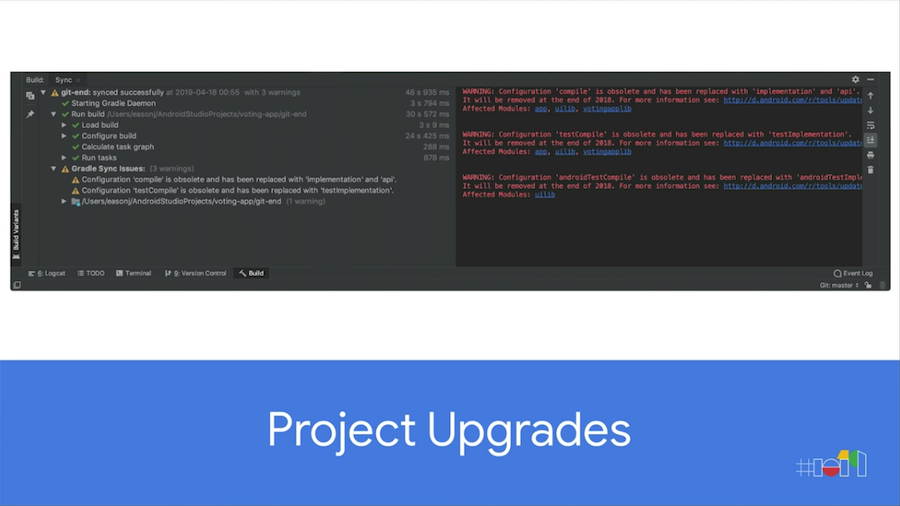 Build: Sync ×
git-end: synced successfully at 2019-04-18 00:55 with 3 warnings 48 s 935 ms
Starting Gradle Daemon 3 s 794 ms
Run build /Users/easonj/AndroidStudioProjects/voting-app/git-end 30 s 572 ms
Load build 3 s 9 ms
Configure build 24 s 425 ms
Calculate task graph 288 ms
Run tasks 878 ms
Gradle Sync Issues: (3 warnings)
Configuration 'compile' is obsolete and has been replaced with 'implementation' and 'api'.
Configuration 'testCompile' is obsolete and has been replaced with 'testImplementation'.
/Users/easonj/AndroidStudioProjects/voting-app/git-end (1 warning)
WARNING: Configuration 'compile' is obsolete and has been replaced with 'implementation' and 'api'.
It will be removed at the end of 2018. For more information see: http://d.android.com/r/tools/updat
Affected Modules: app, uilib, votingapplib
WARNING: Configuration 'testCompile' is obsolete and has been replaced with 'testImplementation'.
It will be removed at the end of 2018. For more information see: http://d.android.com/r/tools/updat
Affected Modules: app, uilib, votingapplib
WARNING: Configuration 'androidTestCompile' is obsolete and has been replaced with 'androidTestImpl
It will be removed at the end of 2018. For more information see: http://d.android.com/r/tools/updat
Affected Modules: uilib
Build Variants
6: Logcat TODO Terminal 9: Version Control Build Event Log
Git: master
Project Upgrades
#io19